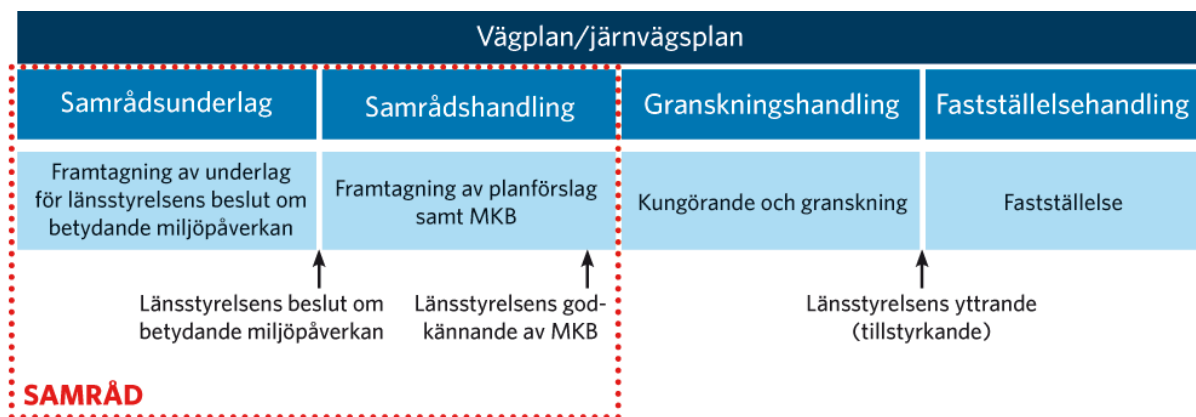 Vägplan/järnvägsplan
Samrådsunderlag
Samrådshandling
Granskningshandling
Fastställelsehandling
Framtagning av underlag
för länsstyrelsens beslut om
betydande miljöpåverkan
Framtagning av planförslag
samt MKB
Kungörande och granskning
Fastställelse
Länsstyrelsens beslut om
betydande miljöpåverkan
Länsstyrelsens god-
kännande av MKB
Länsstyrelsens yttrande
(tillstyrkande)
SAMRÅD